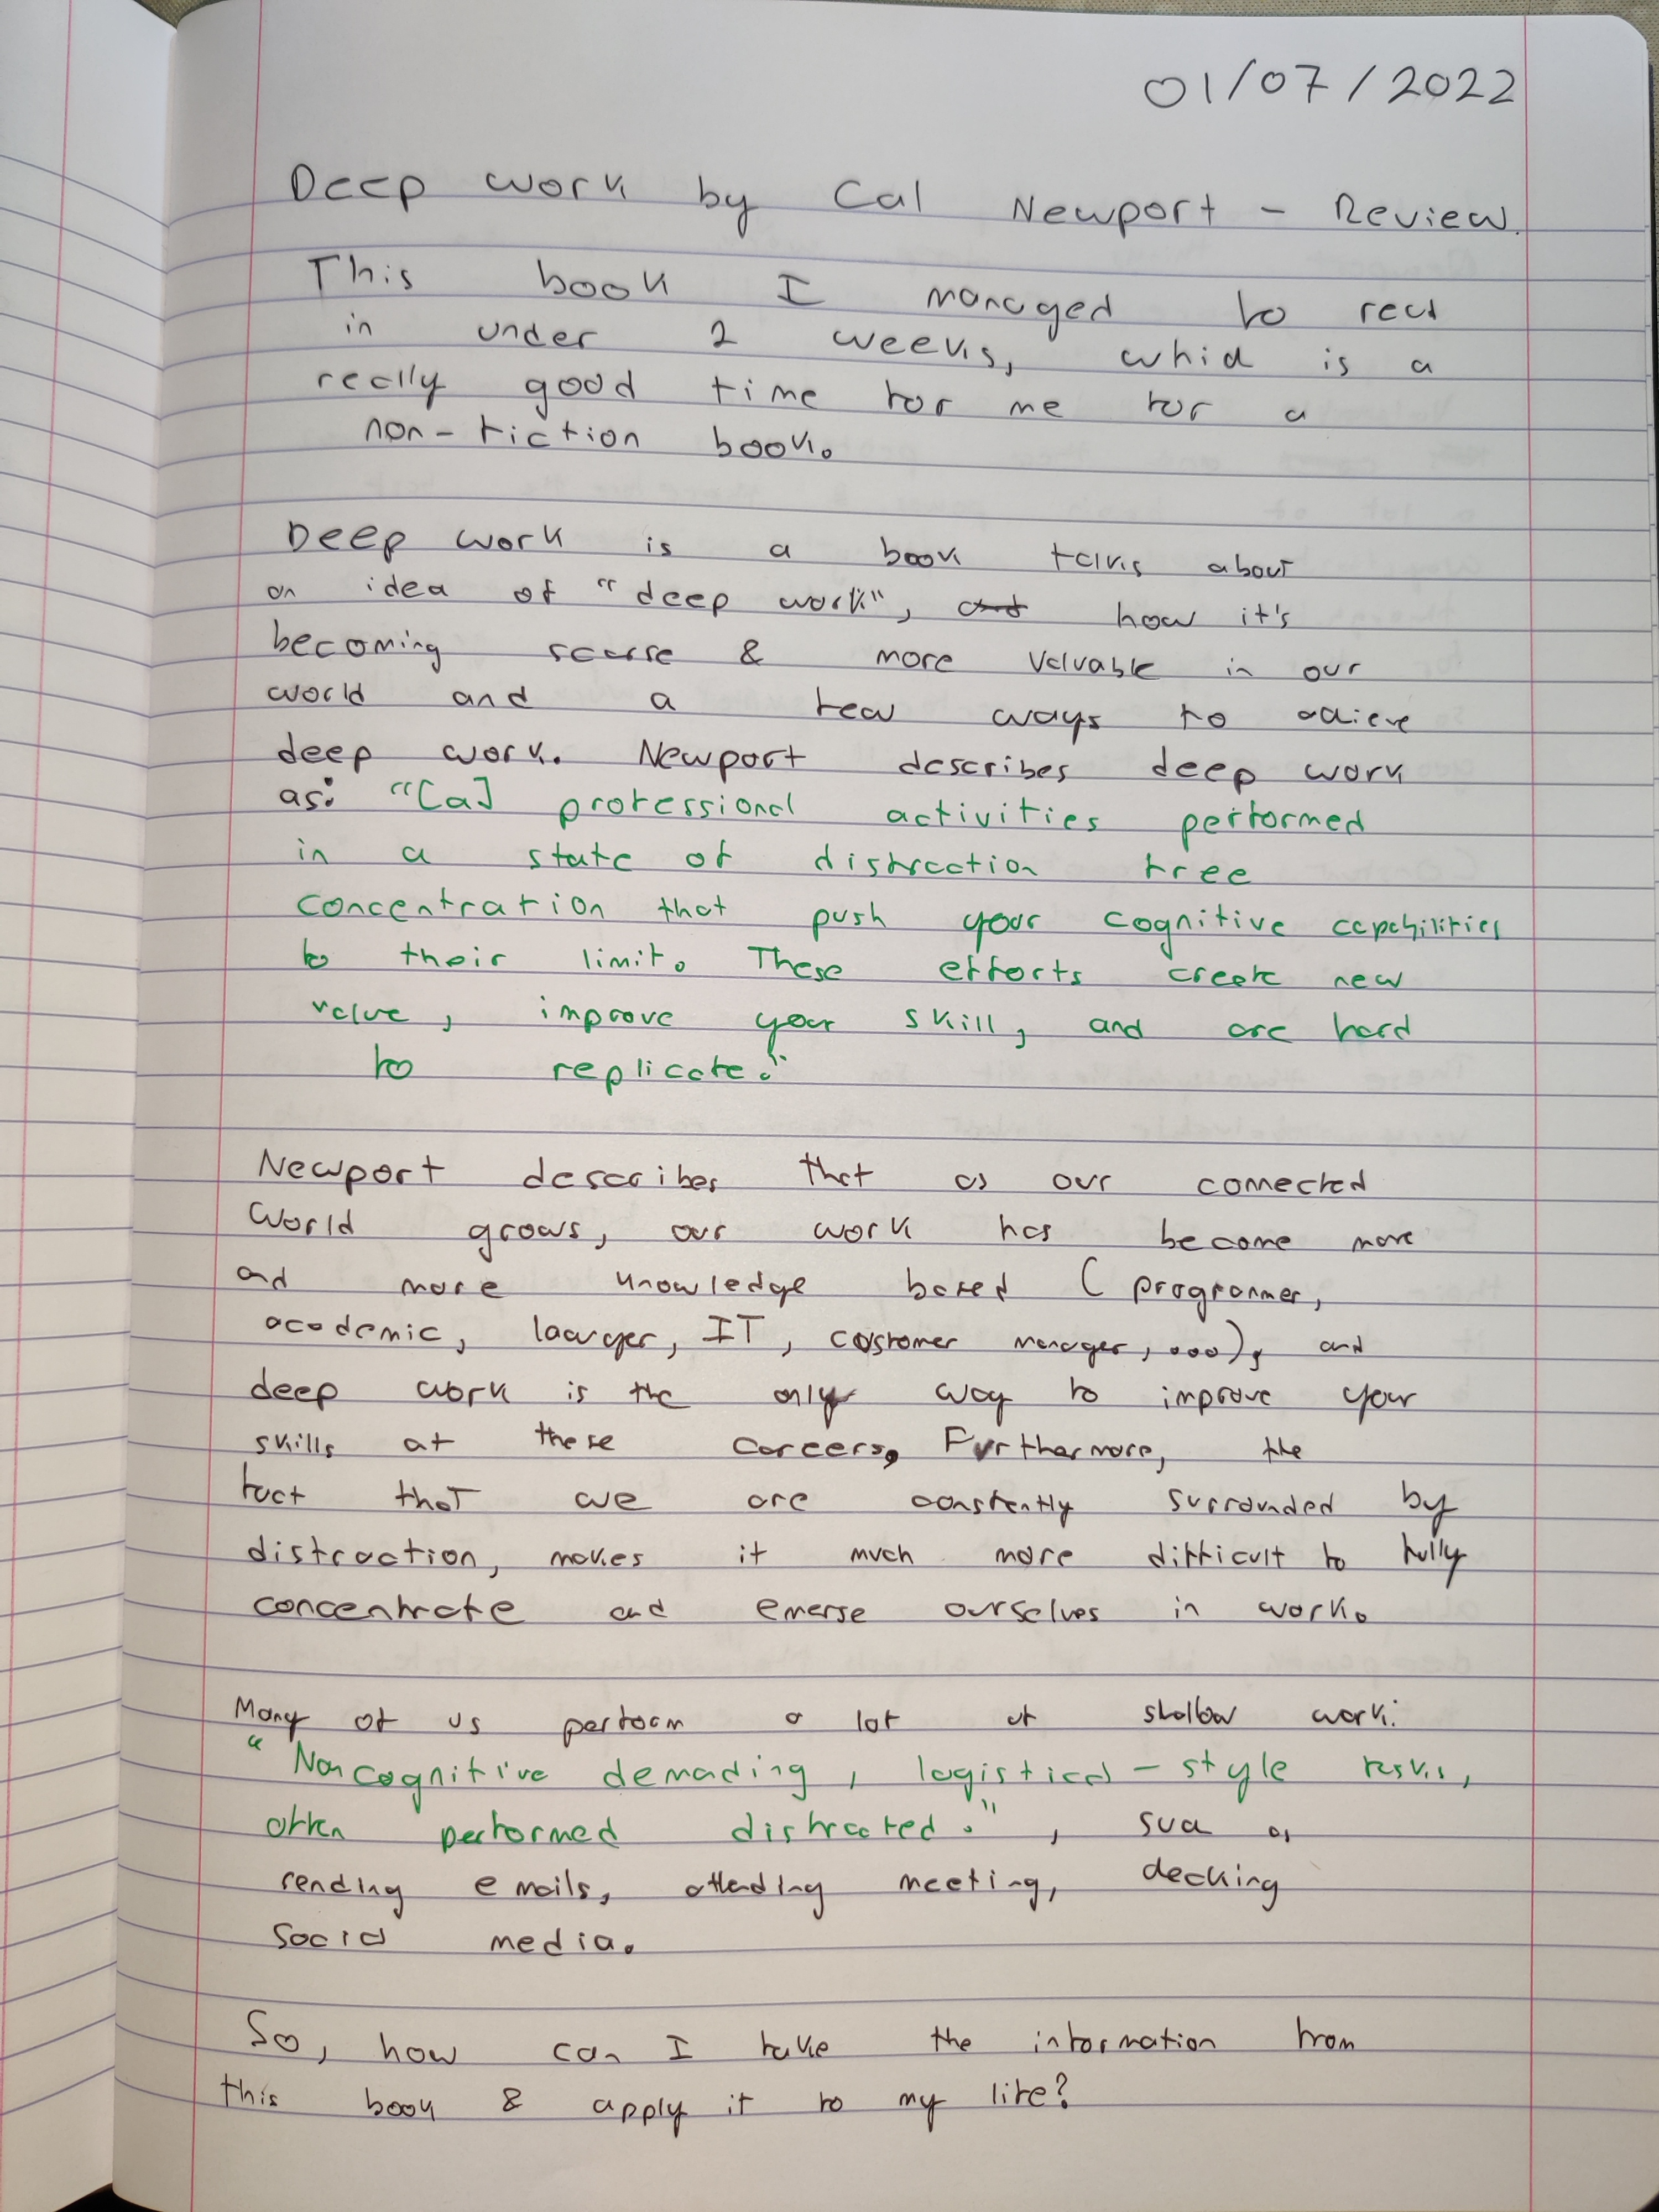 01/07/2022
Deep work by Cal Newport - Review.
This book I managed to read
in under 2 weeks, which is a
really good time for me for a
non-fiction book.
Deep work is a book talks about
an idea of "deep work", and how it's
becoming scarse & more valuable in our
world and a few ways to achieve
deep work. Newport describes deep work
as: "[a] professional activities performed
in a state of distraction free
concentration that push your cognitive capabilities
to their limit. These efforts create new
value, improve your skill, and are hard
to replicate."
Newport describes that as our connected
world grows, our work has become more
and more knowledge based (programmer,
academic, lawyer, IT, customer manager, ...), and
deep work is the only way to improve your
skills at these careers. Furthermore, the
fact that we are constantly surrounded by
distraction, makes it much more difficult to fully
concentrate and emerse ourselves in work.
Many of us perform a lot of shallow work:
"Noncognitive demading, logistical-style tasks,
often performed distracted.", such as
sending emails, attending meeting, checking
social media.
So, how can I take the information from
this book & apply it to my life?